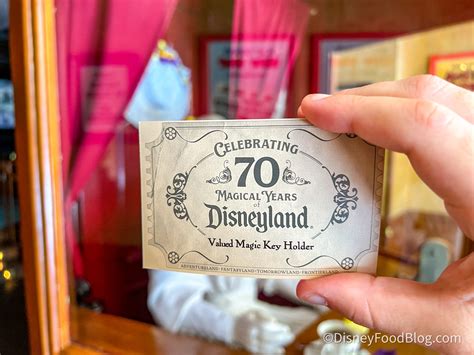 CELEBRATING
70
MAGICAL YEARS
of
Disneyland
Valued Magic Key Holder
ADVENTURELAND · FANTASYLAND · TOMORROWLAND · FRONTIERLAND
©DisneyFoodBlog.com